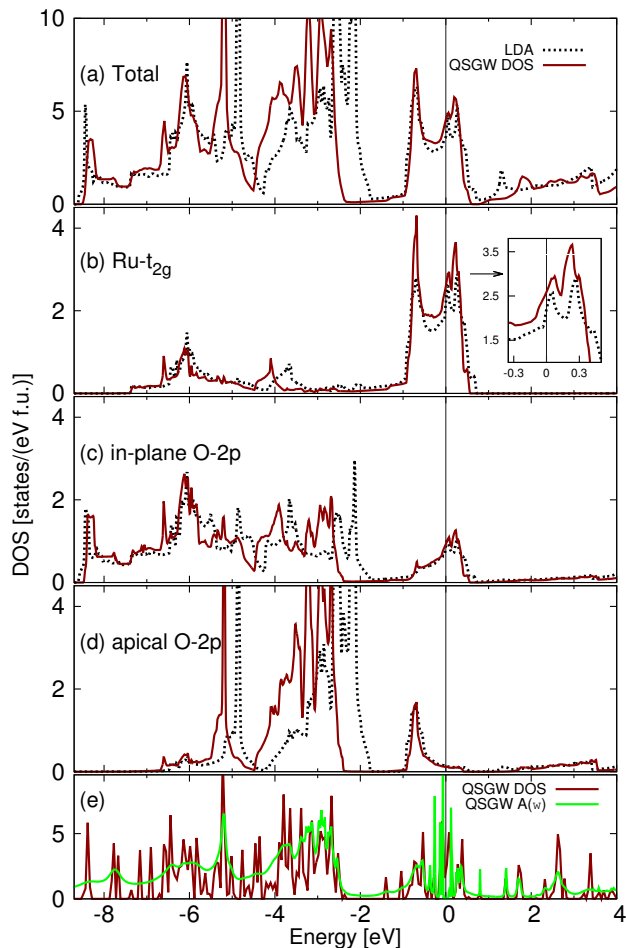 10
5
0
(a) Total
LDA
QSGW DOS
4
2
0
(b) Ru-t2g
3.5
2.5
1.5
-0.3 0 0.3
4
2
0
(c) in-plane O-2p
4
2
0
(d) apical O-2p
5
0
(e)
QSGW DOS
QSGW A(w)
-8 -6 -4 -2 0 2 4
Energy [eV]
DOS [states/(eV f.u.)]